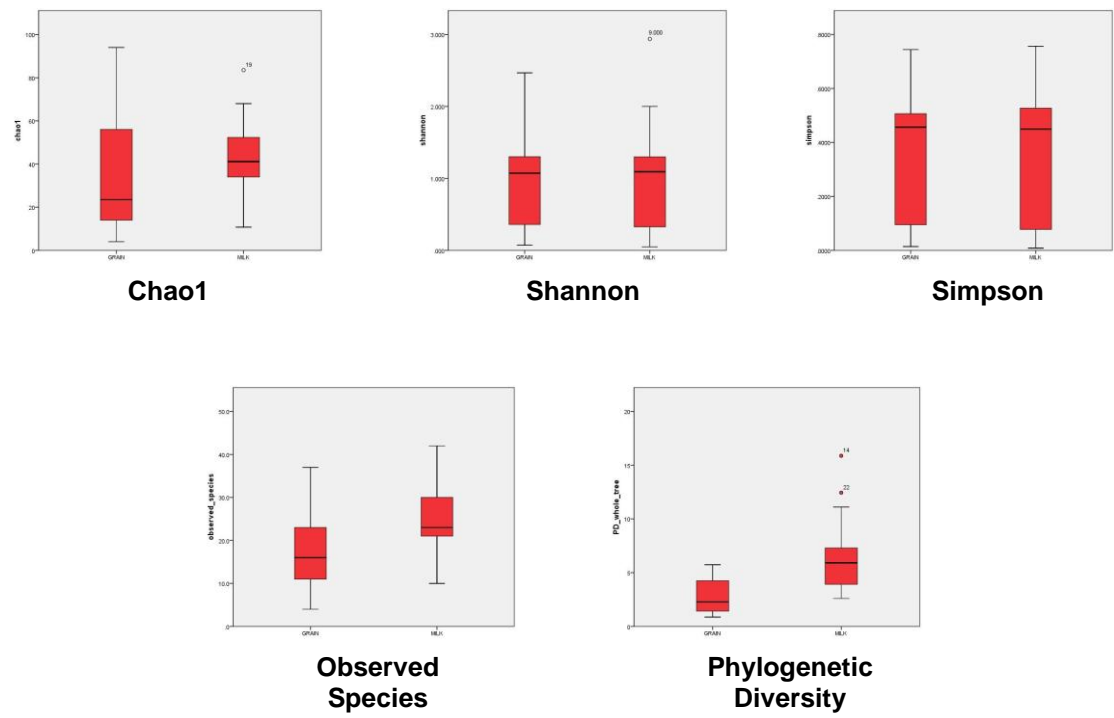 100
80
60
40
20
0
chao1
19
GRAIN
MILK
Chao1
3.000
2.000
1.000
.000
shannon
9.000
GRAIN
MILK
Shannon
.8000
.6000
.4000
.2000
.0000
simpson
GRAIN
MILK
Simpson
50.0
40.0
30.0
20.0
10.0
.0
observed_species
GRAIN
MILK
Observed
Species
20
15
10
5
0
PD_whole_tree
14
22
GRAIN
MILK
Phylogenetic
Diversity